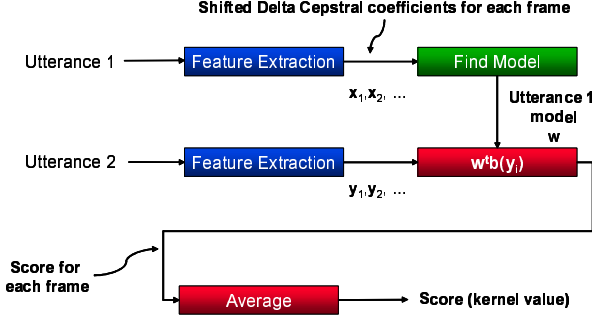 Shifted Delta Cepstral coefficients for each frame
Utterance 1
Feature Extraction
Find Model
x₁,x₂, ...
Utterance 1
model
w
Utterance 2
Feature Extraction
wᵗb(yᵢ)
y₁,y₂, ...
Score for
each frame
Average
Score (kernel value)